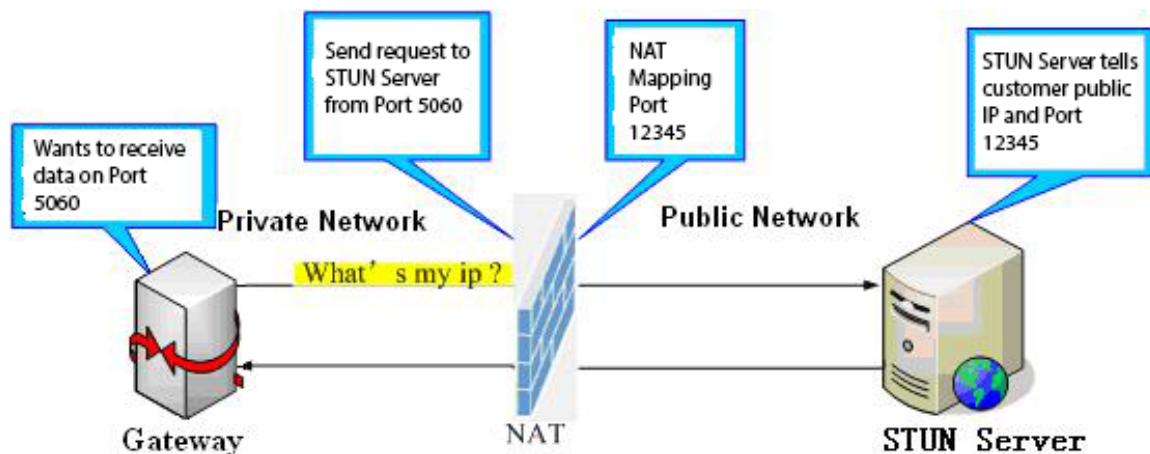 Send request to
STUN Server
from Port 5060
NAT
Mapping
Port
12345
STUN Server tells
customer public
IP and Port
12345
Wants to receive
data on Port
5060
Private Network
Public Network
What’s my ip ?
Gateway
NAT
STUN Server